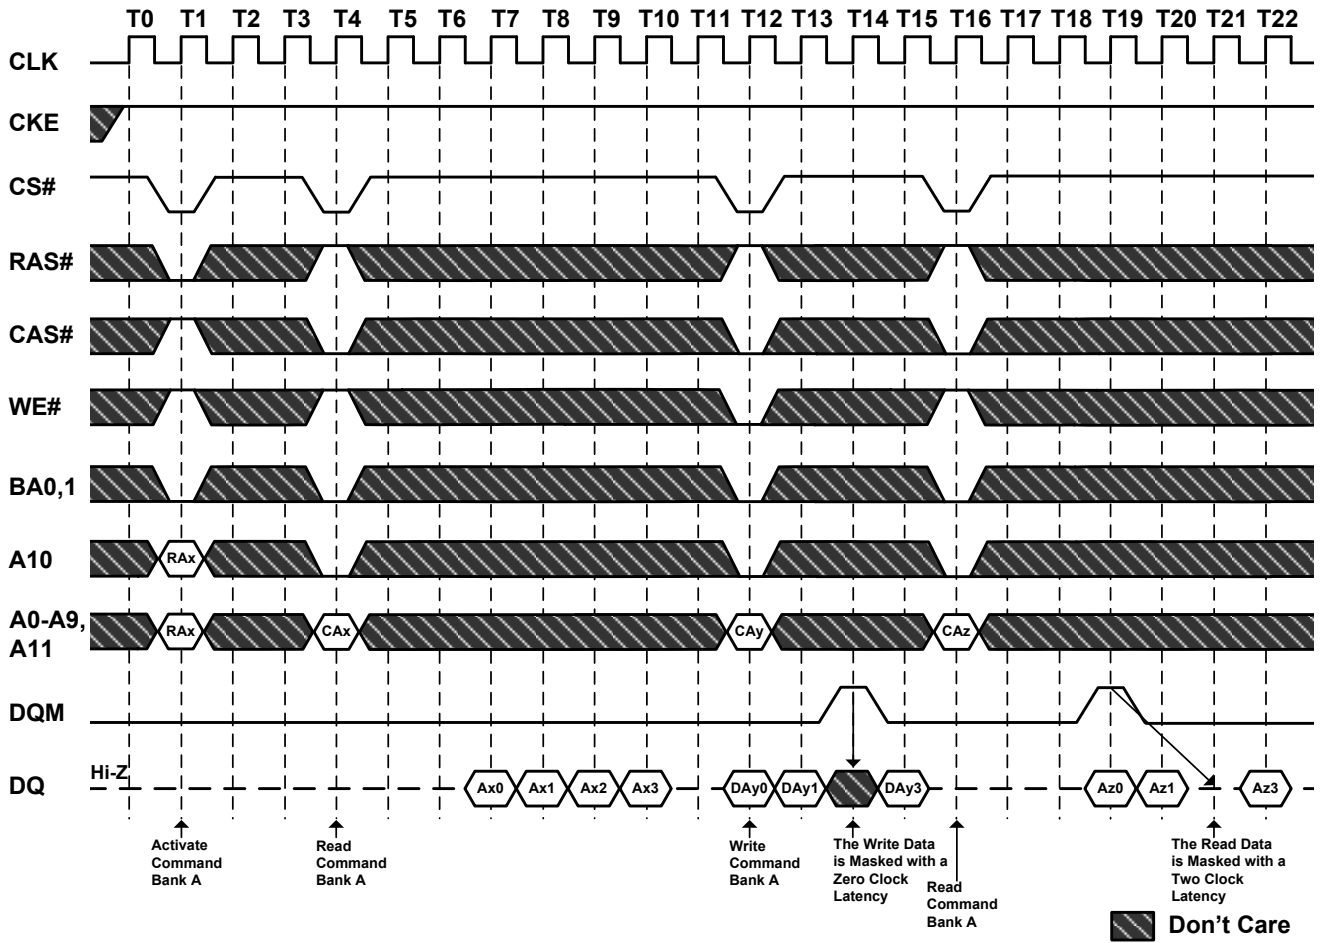 T0 T1 T2 T3 T4 T5 T6 T7 T8 T9 T10 T11 T12 T13 T14 T15 T16 T17 T18 T19 T20 T21 T22
CLK
CKE
CS#
RAS#
CAS#
WE#
BA0,1
A10 RAx
A0-A9,
A11
RAx CAx CAy CAz
DQM
DQ
Hi-Z
Ax0 Ax1 Ax2 Ax3 DAy0 DAy1 DAy3 Az0 Az1 Az3
Activate
Command
Bank A
Read
Command
Bank A
Write
Command
Bank A
The Write Data
is Masked with a
Zero Clock
Latency
Read
Command
Bank A
The Read Data
is Masked with a
Two Clock
Latency
Don't Care